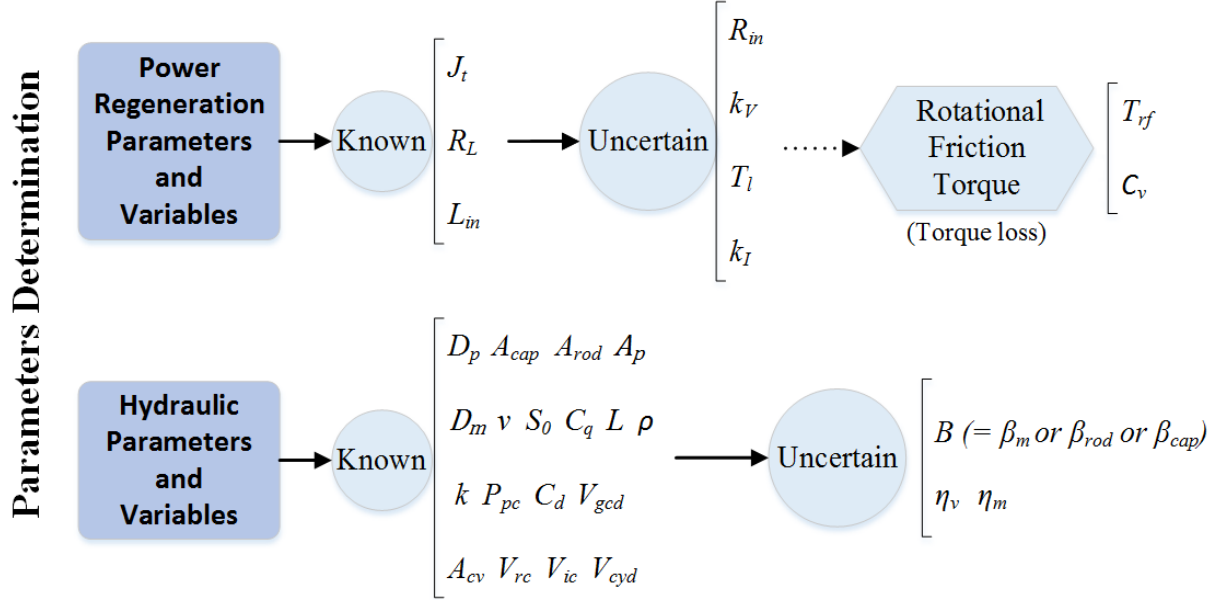 Parameters Determination
Power
Regeneration
Parameters
and
Variables
Known
J_t
R_L
L_in
Uncertain
R_in
k_V
T_l
k_I
Rotational
Friction
Torque
(Torque loss)
T_rf
C_v
Hydraulic
Parameters
and
Variables
Known
D_p A_cap A_rod A_p
D_m v S_0 C_q L ρ
k P_pc C_d V_gcd
A_cv V_rc V_ic V_cyd
Uncertain
B (= β_m or β_rod or β_cap)
η_v η_m